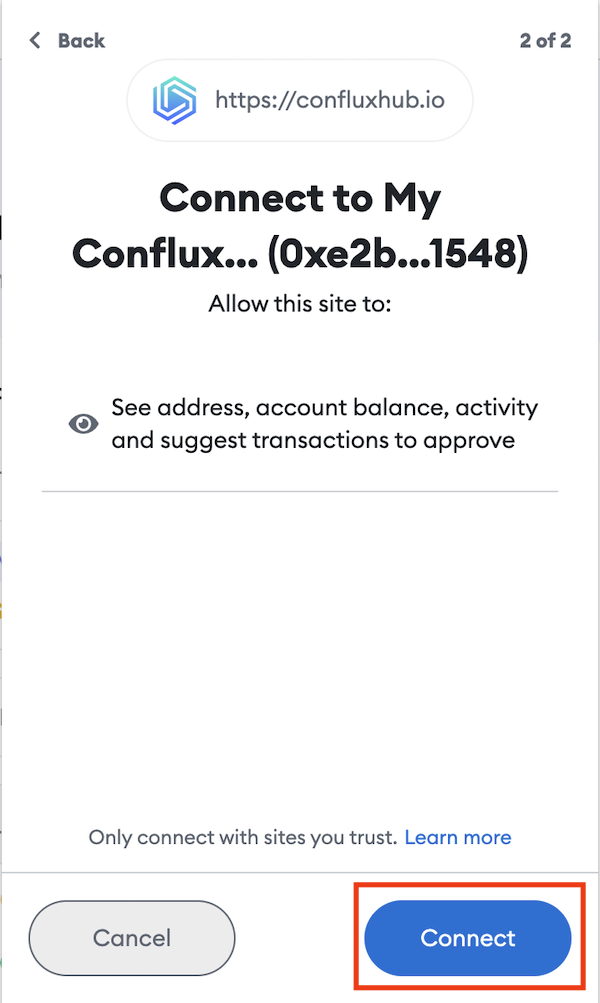 Back
2 of 2
https://confluxhub.io
Connect to My
Conflux... (0xe2b...1548)
Allow this site to:
See address, account balance, activity
and suggest transactions to approve
Only connect with sites you trust. Learn more
Cancel
Connect